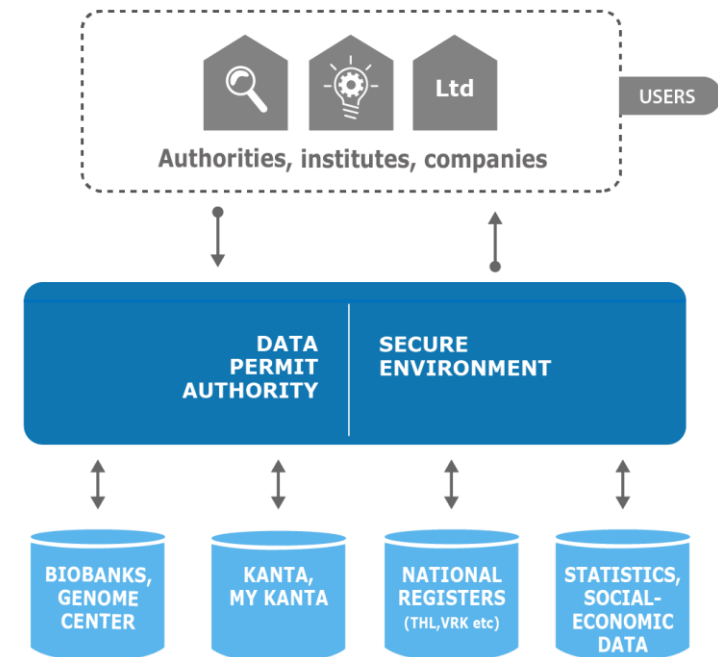 Ltd
USERS
Authorities, institutes, companies
DATA
PERMIT
AUTHORITY
SECURE
ENVIRONMENT
BIOBANKS,
GENOME
CENTER
KANTA,
MY KANTA
NATIONAL
REGISTERS
(THL,VRK etc)
STATISTICS,
SOCIAL-
ECONOMIC
DATA